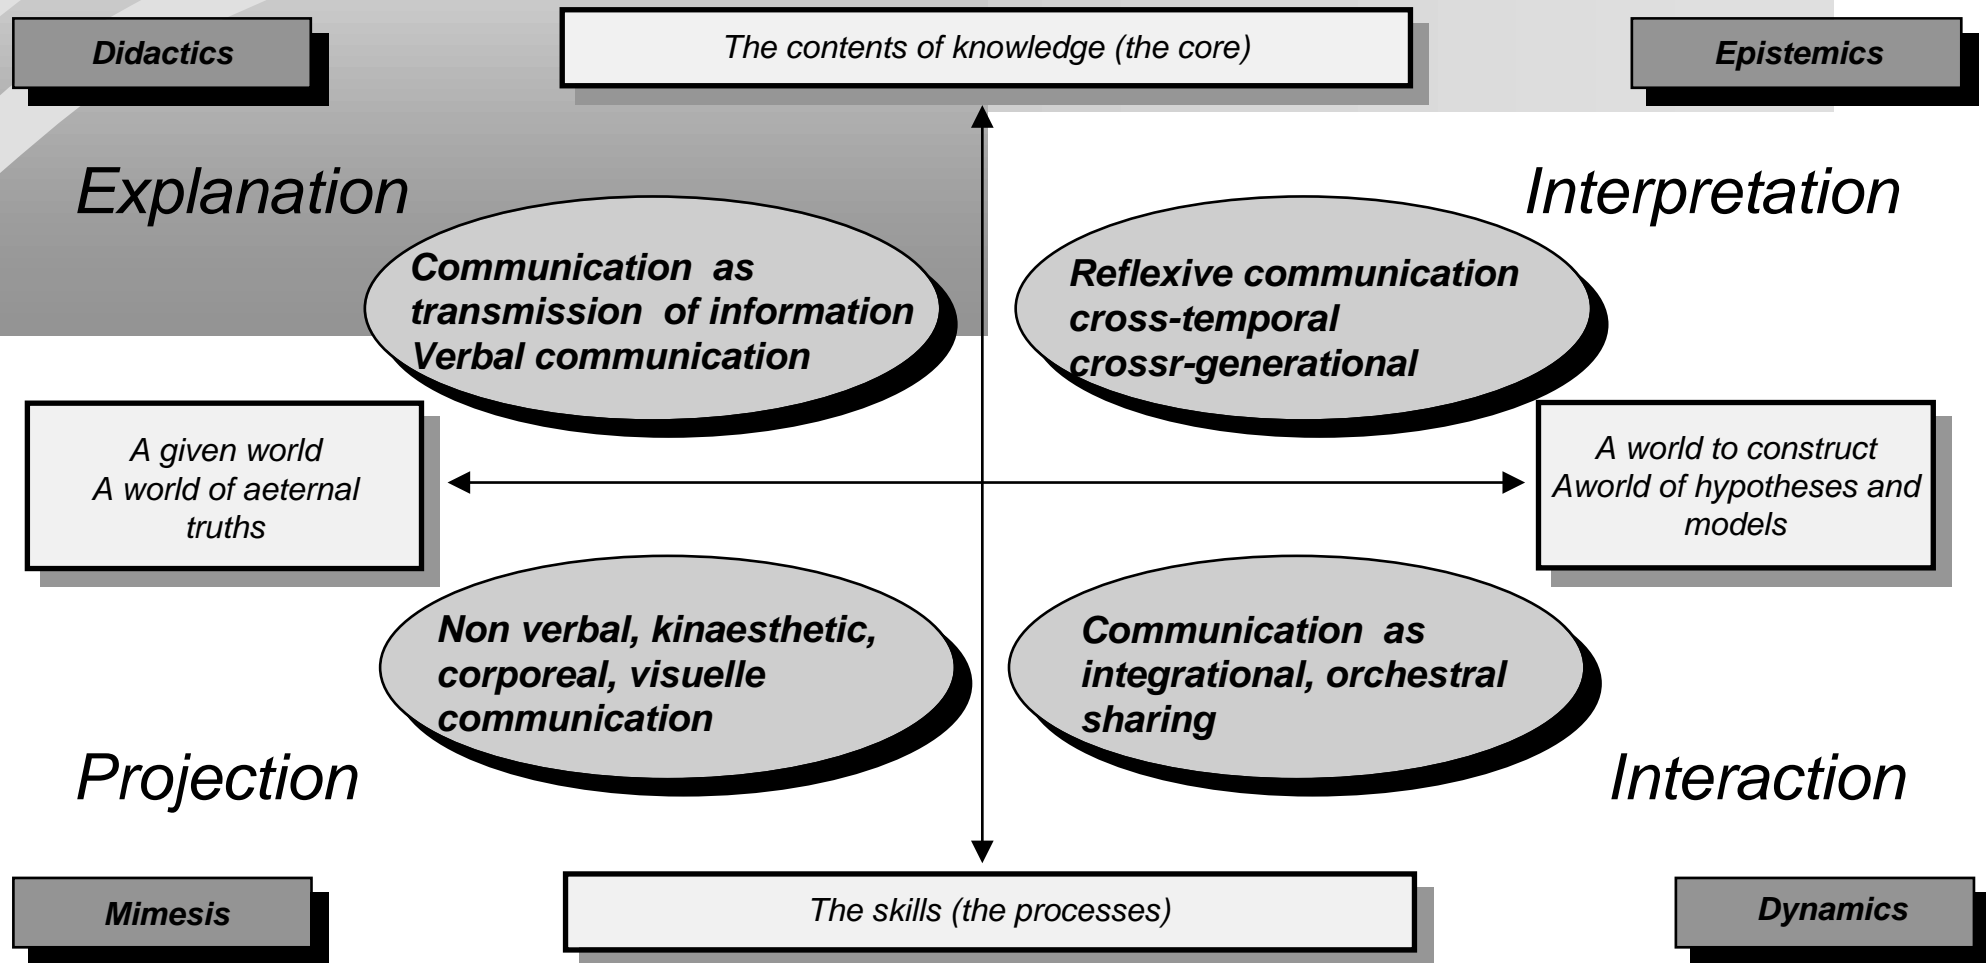 Didactics
The contents of knowledge (the core)
Epistemics
Explanation
Interpretation
Communication as
transmission of information
Verbal communication
Reflexive communication
cross-temporal
crossr-generational
A given world
A world of aeternal
truths
A world to construct
Aworld of hypotheses and
models
Non verbal, kinaesthetic,
corporeal, visuelle
communication
Communication as
integrational, orchestral
sharing
Projection
Interaction
Mimesis
The skills (the processes)
Dynamics